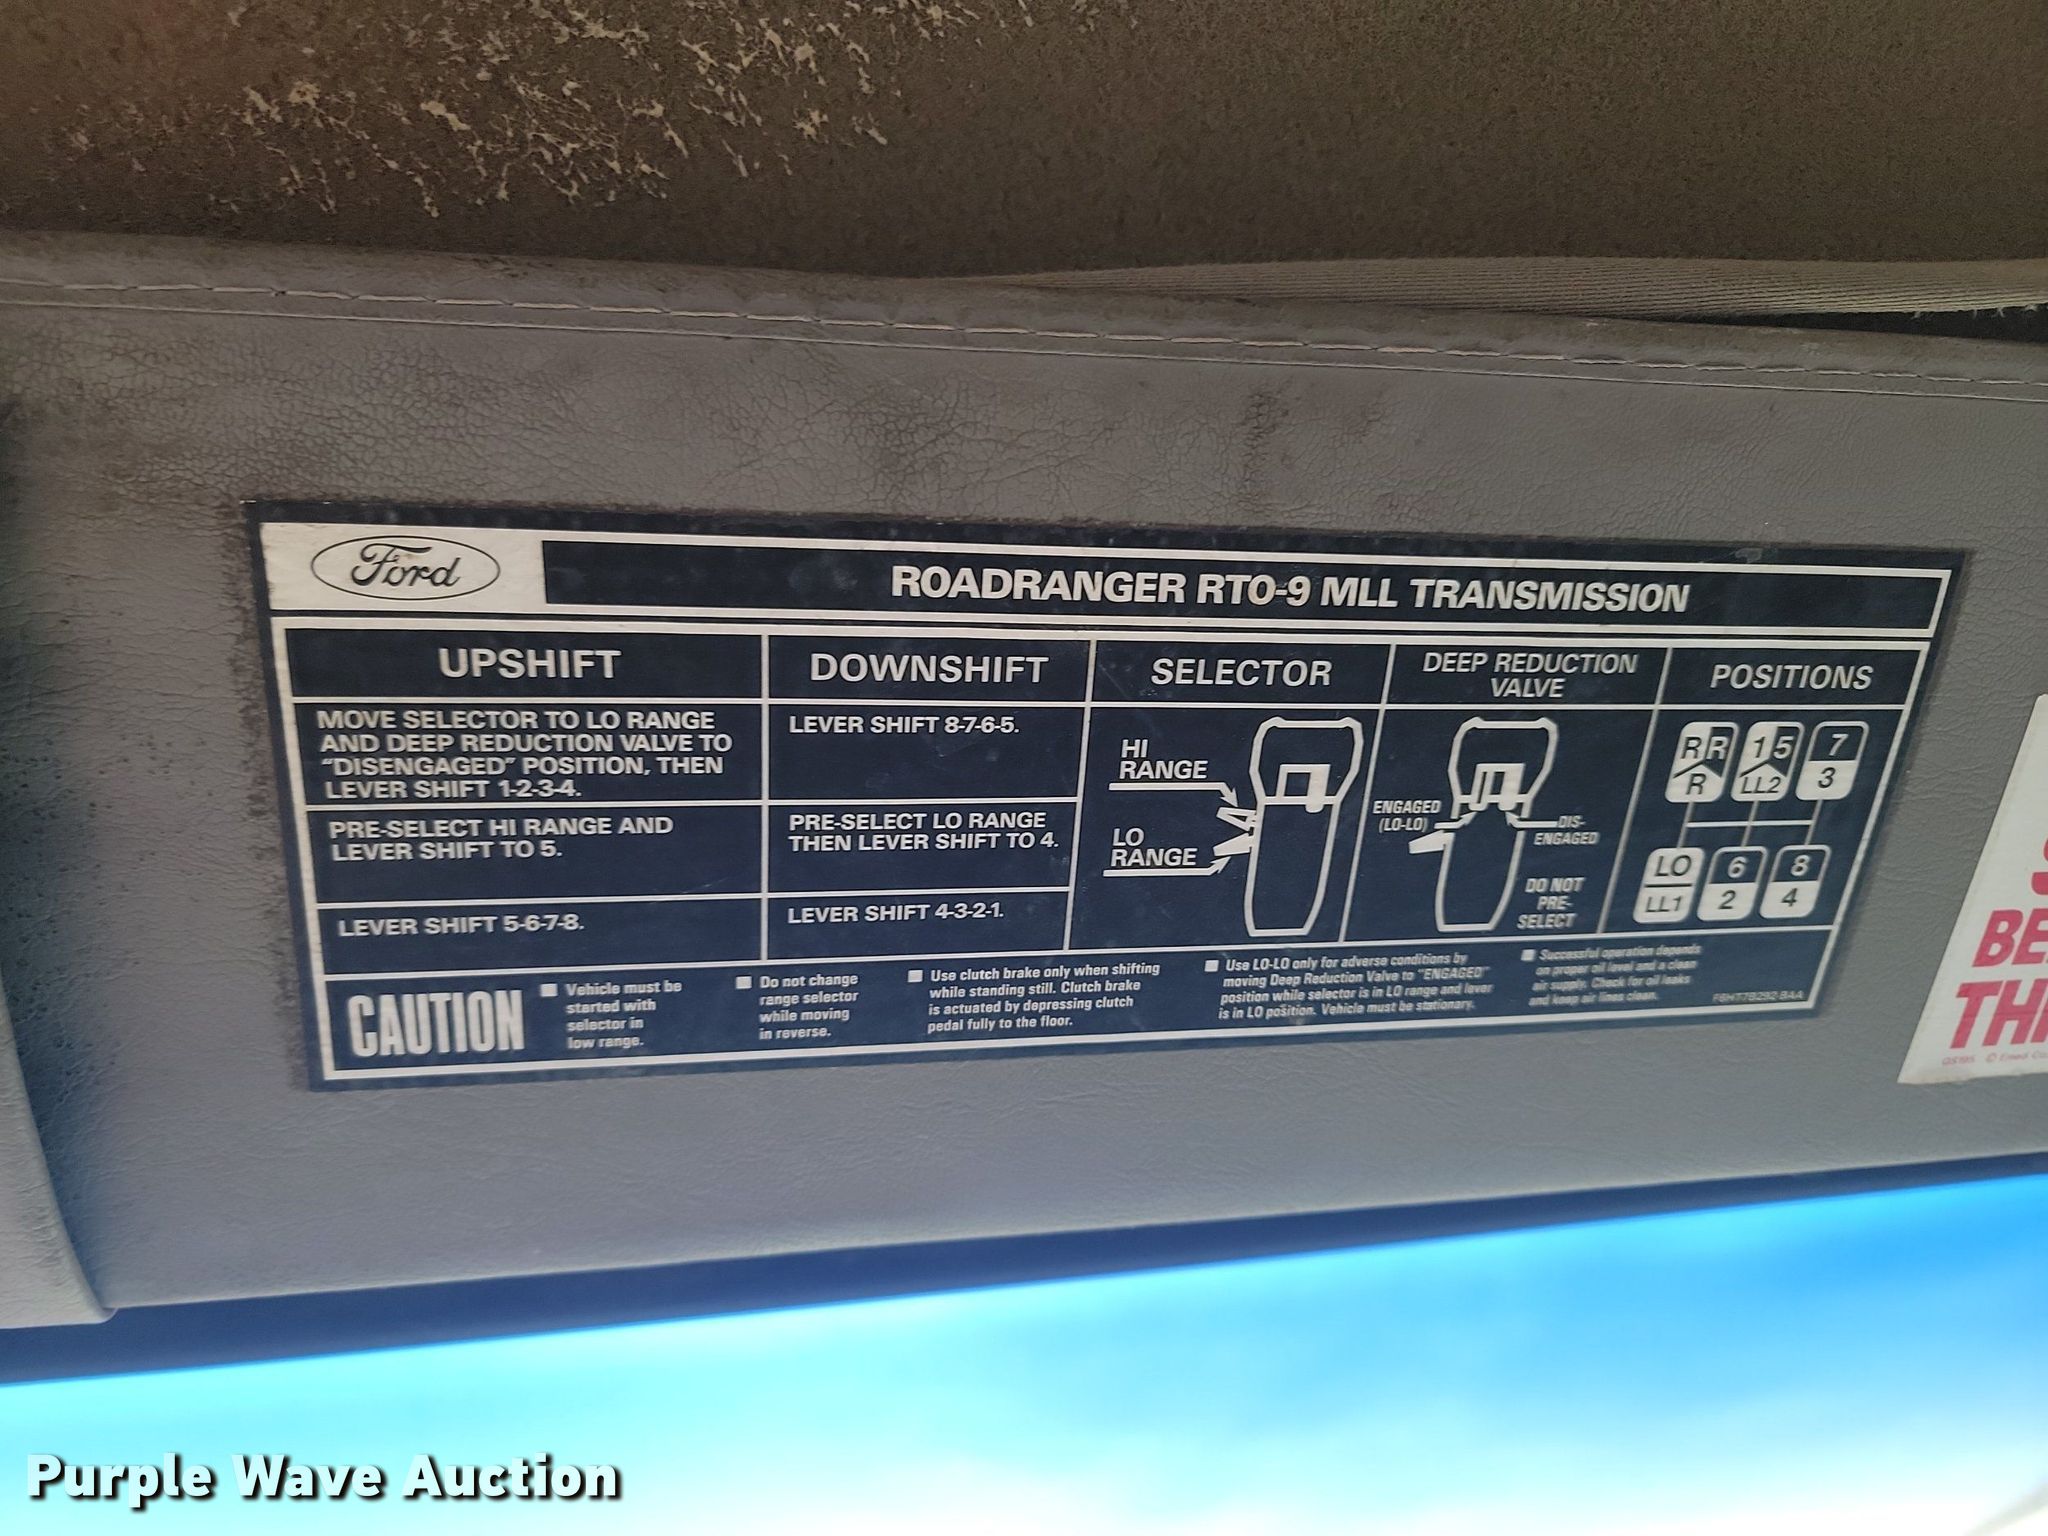 Ford
ROADRANGER RTO-9 MLL TRANSMISSION
UPSHIFT
MOVE SELECTOR TO LO RANGE
AND DEEP REDUCTION VALVE TO
"DISENGAGED" POSITION, THEN
LEVER SHIFT 1-2-3-4.
PRE-SELECT HI RANGE AND
LEVER SHIFT TO 5.
LEVER SHIFT 5-6-7-8.
DOWNSHIFT
LEVER SHIFT 8-7-6-5.
PRE-SELECT LO RANGE
THEN LEVER SHIFT TO 4.
LEVER SHIFT 4-3-2-1.
SELECTOR
HI
RANGE
LO
RANGE
DEEP REDUCTION
VALVE
ENGAGED
(LO-LO)
DIS-
ENGAGED
DO NOT
PRE-
SELECT
POSITIONS
R R 1 5 7
R LL2 3
LO 6 8
LL1 2 4
CAUTION
■ Vehicle must be
started with
selector in
low range.
■ Do not change
range selector
while moving
in reverse.
■ Use clutch brake only when shifting
while standing still. Clutch brake
is actuated by depressing clutch
pedal fully to the floor.
■ Use LO-LO only for adverse conditions by
moving Deep Reduction Valve to "ENGAGED"
position while selector is in LO range and lever
is in LO position. Vehicle must be stationary.
■ Successful operation depends
on proper oil level and a clean
air supply. Check for oil leaks
and keep air lines clean.
F6HT7B292-BAA
BE
TH
Purple Wave Auction